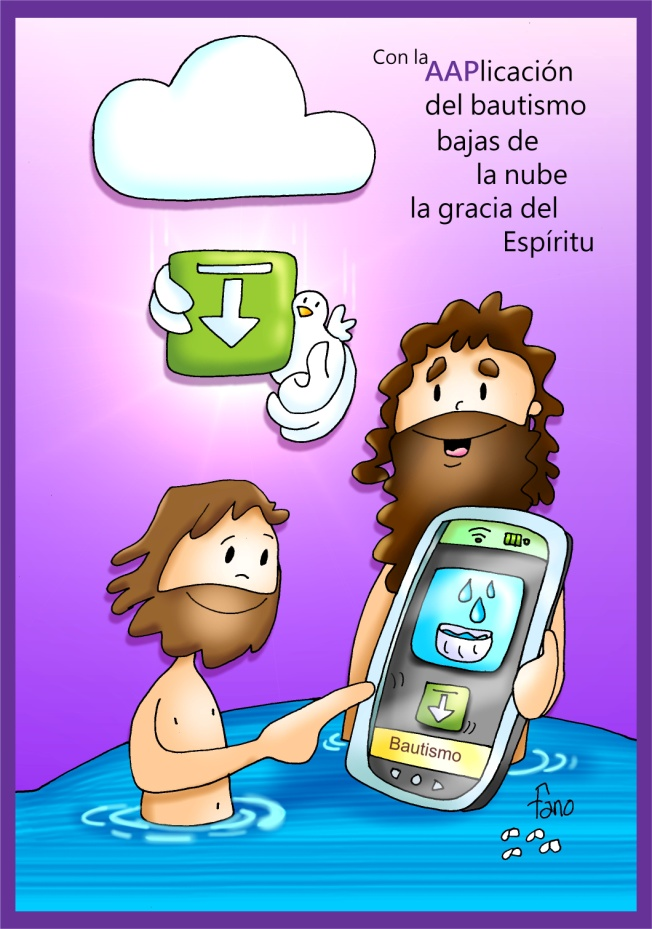 Con la AAPlicación
del bautismo
bajas de
la nube
la gracia del
Espíritu
Bautismo
fano